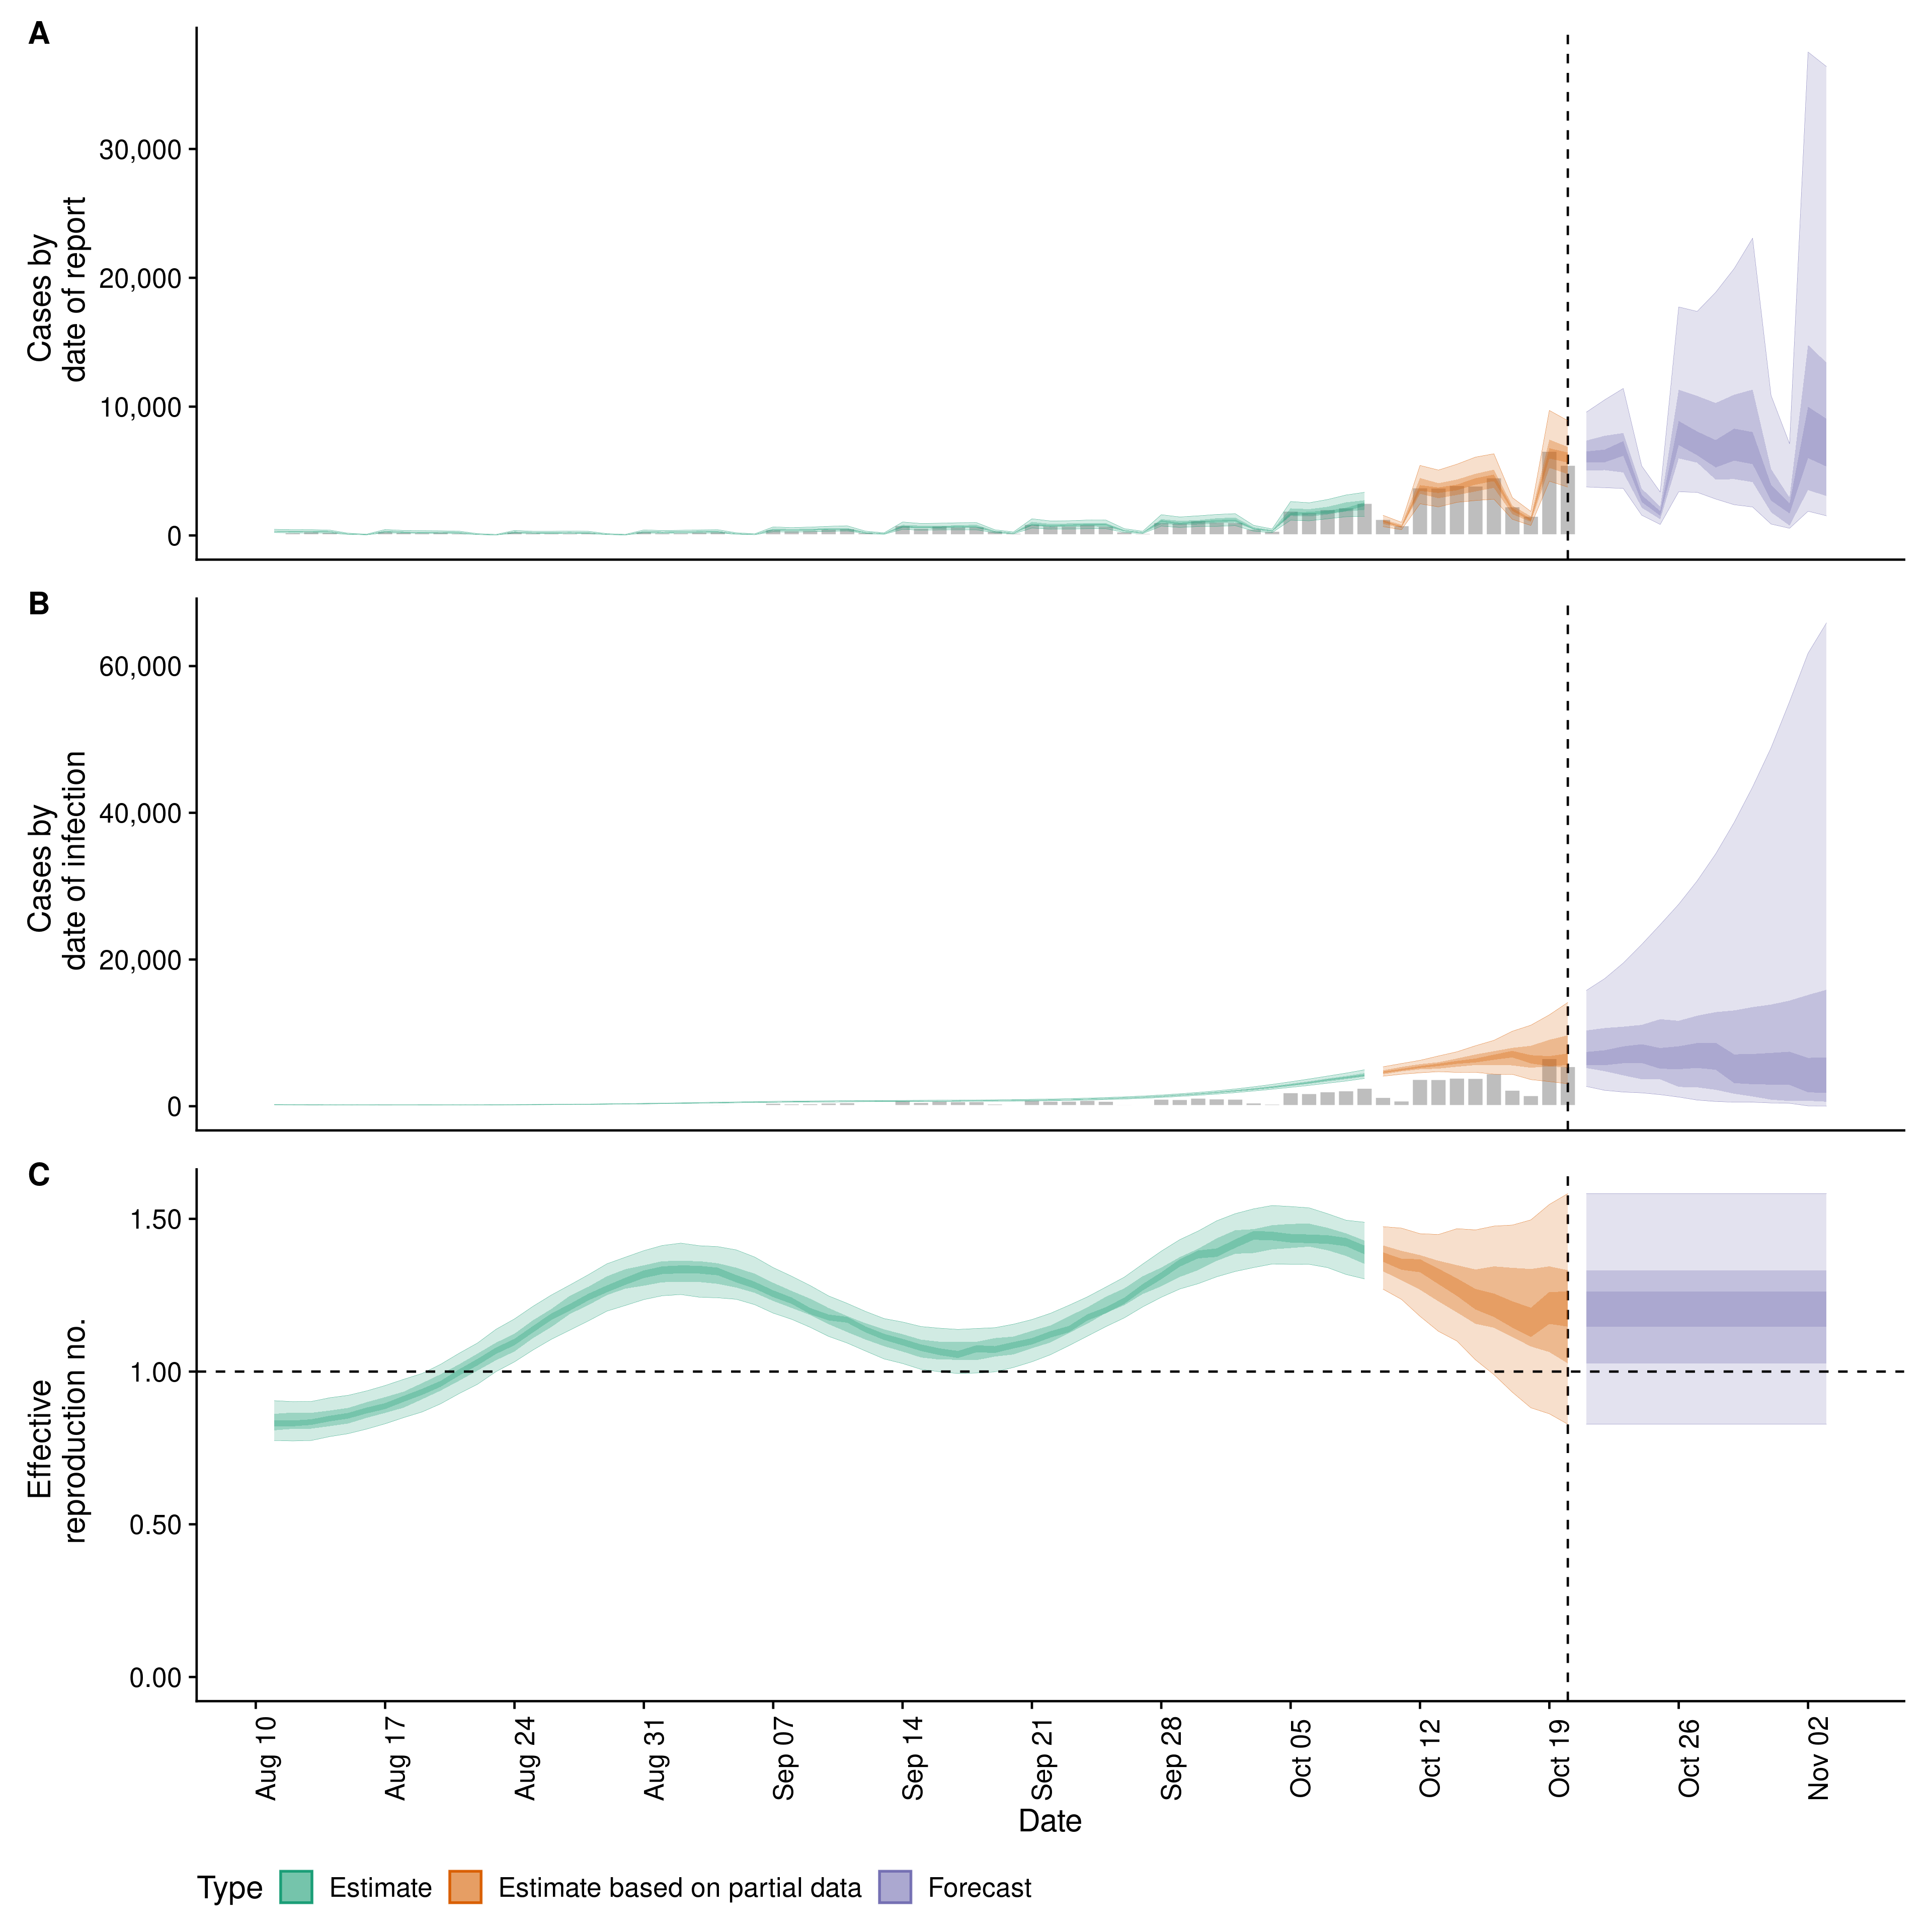 A
Cases by
date of report
30,000
20,000
10,000
0
B
Cases by
date of infection
60,000
40,000
20,000
0
C
Effective
reproduction no.
1.50
1.00
0.50
0.00
Aug 10
Aug 17
Aug 24
Aug 31
Sep 07
Sep 14
Sep 21
Sep 28
Oct 05
Oct 12
Oct 19
Oct 26
Nov 02
Date
Type Estimate Estimate based on partial data Forecast